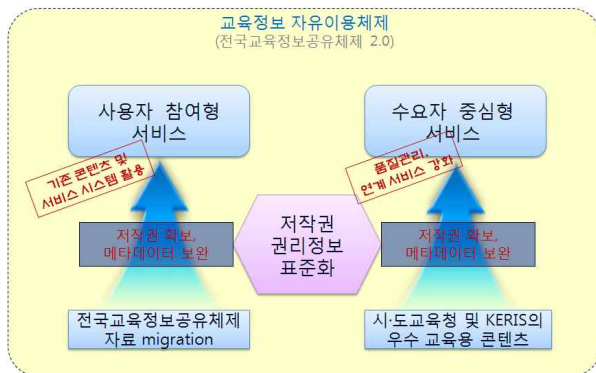 교육정보 자유이용체제
(전국교육정보공유체제 2.0)
사용자 참여형
서비스
수요자 중심형
서비스
기존 콘텐츠 및
서비스 시스템 활용
품질관리,
연계 서비스 강화
저작권 확보,
메타데이터 보완
저작권
권리정보
표준화
저작권 확보,
메타데이터 보완
전국교육정보공유체제
자료 migration
시·도교육청 및 KERIS의
우수 교육용 콘텐츠